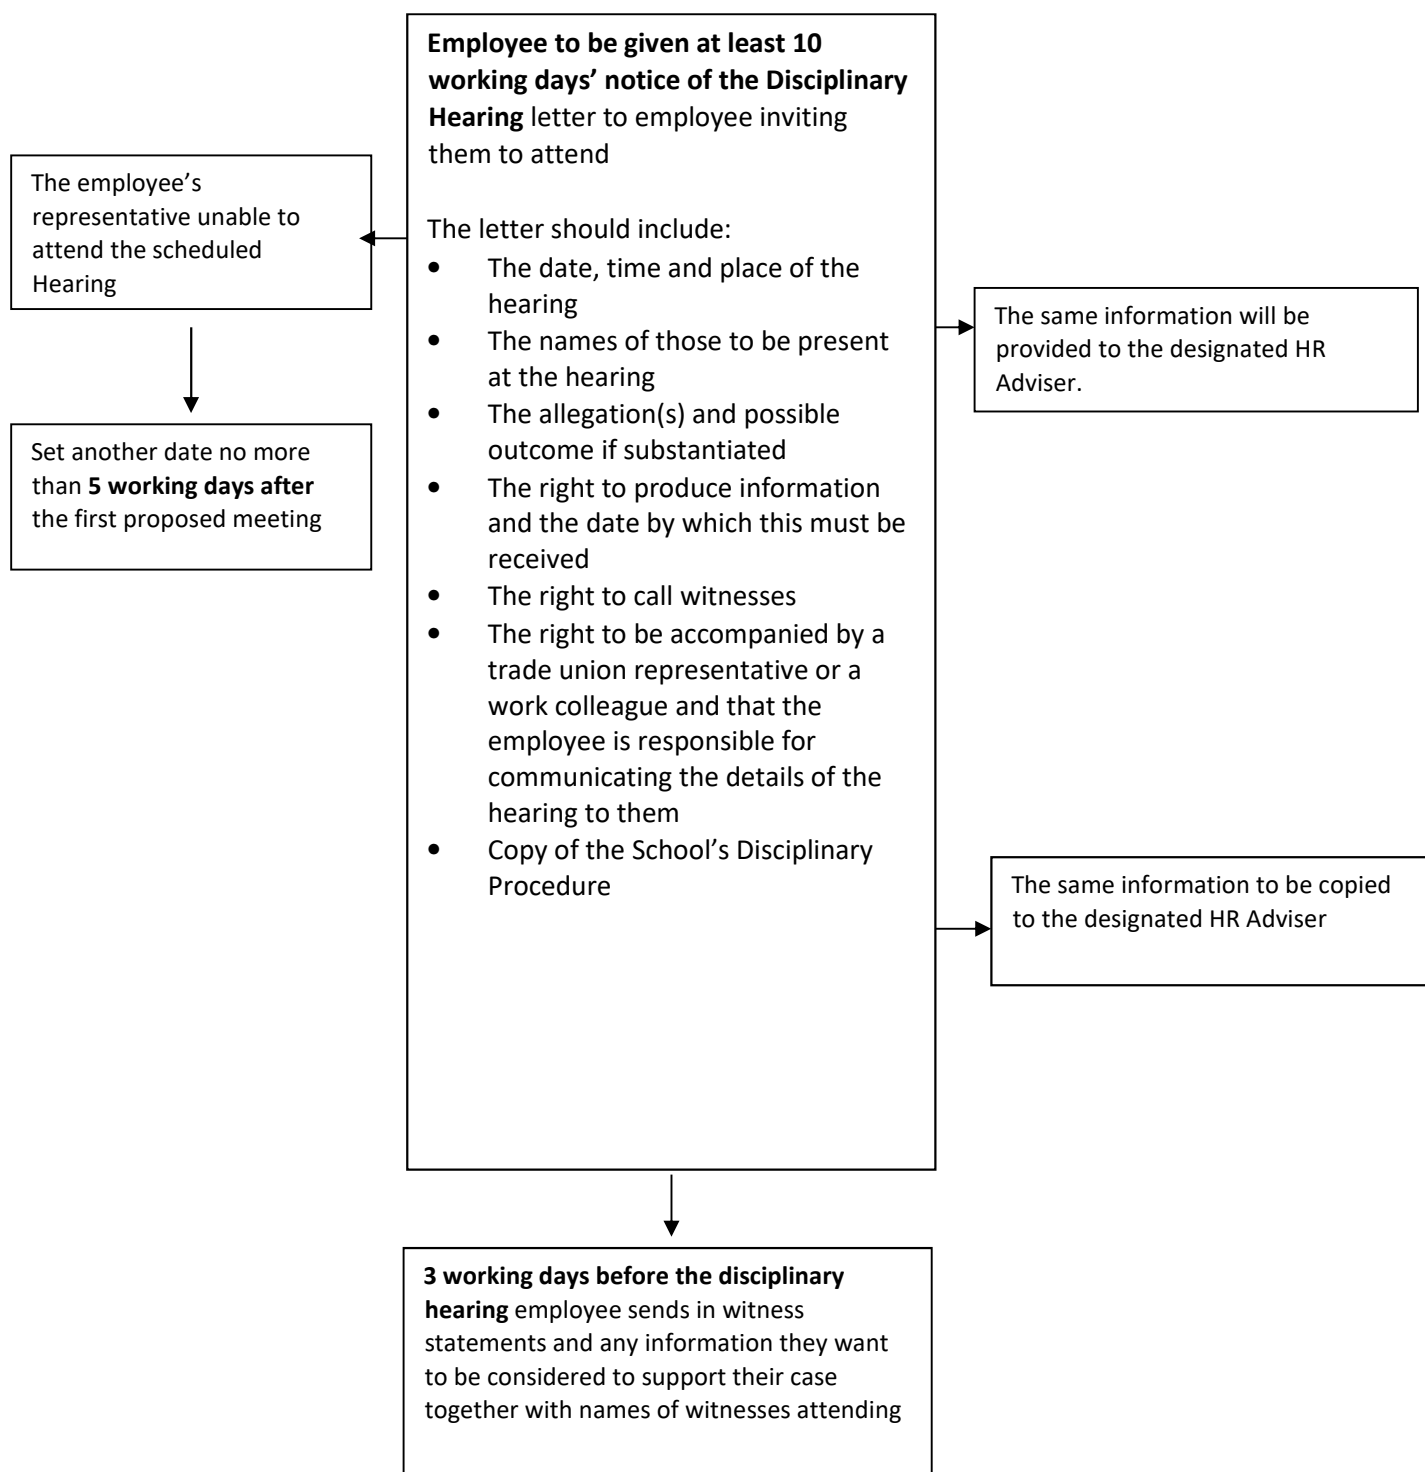 Employee to be given at least 10
working days’ notice of the Disciplinary
Hearing letter to employee inviting
them to attend
The letter should include:
• The date, time and place of the
hearing
• The names of those to be present
at the hearing
• The allegation(s) and possible
outcome if substantiated
• The right to produce information
and the date by which this must be
received
• The right to call witnesses
• The right to be accompanied by a
trade union representative or a
work colleague and that the
employee is responsible for
communicating the details of the
hearing to them
• Copy of the School’s Disciplinary
Procedure
The employee’s
representative unable to
attend the scheduled
Hearing
Set another date no more
than 5 working days after
the first proposed meeting
The same information will be
provided to the designated HR
Adviser.
The same information to be copied
to the designated HR Adviser
3 working days before the disciplinary
hearing employee sends in witness
statements and any information they want
to be considered to support their case
together with names of witnesses attending